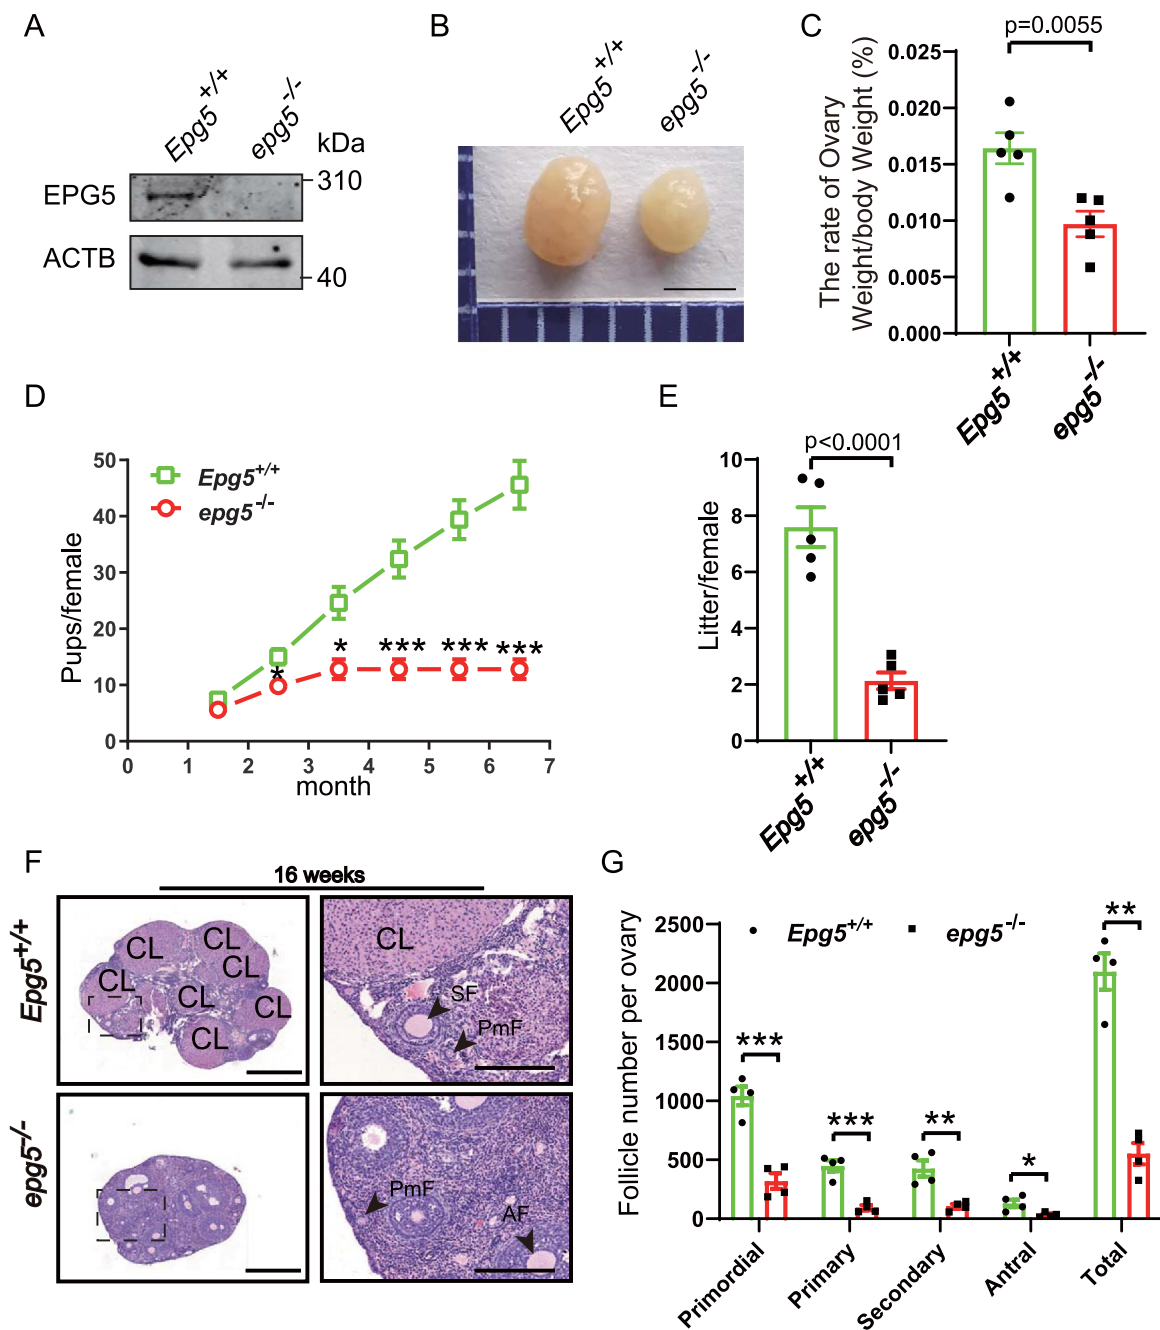 A
Epg5+/+
epg5-/-
kDa
EPG5
310
ACTB
40
B
Epg5+/+
epg5-/-
C
p=0.0055
The rate of Ovary
Weight/body Weight (%)
0.025
0.020
0.015
0.010
0.005
0.000
Epg5+/+
epg5-/-
D
Pups/female
50
40
30
20
10
0
Epg5+/+
epg5-/-
* * *** *** ***
0 1 2 3 4 5 6 7
month
E
p<0.0001
Litter/female
10
8
6
4
2
0
Epg5+/+
epg5-/-
F
16 weeks
Epg5+/+
CL CL CL CL CL CL CL
CL
SF
PmF
epg5-/-
PmF
AF
G
Follicle number per ovary
2500
2000
1500
1000
500
0
Epg5+/+ epg5-/-
*** *** ** * **
Primordial Primary Secondary Antral Total